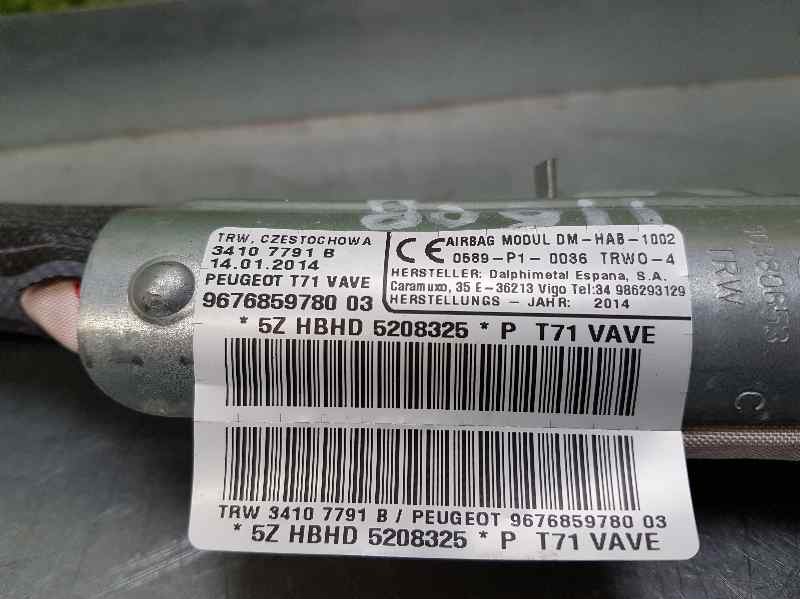 TRW, CZESTOCHOWA
3410 7791 B
14.01.2014
PEUGEOT T71 VAVE
9676859780 03
CE AIRBAG MODUL DM-HAB-1002
0589-P1-0036 TRWO-4
HERSTELLER: Dalphimetal Espana, S.A.
Caramuxo, 35 E-36213 Vigo Tel:34 986293129
HERSTELLUNGS - JAHR: 2014
* 5Z HBHD 5208325 * P T71 VAVE
TRW 3410 7791 B / PEUGEOT 9676859780 03
* 5Z HBHD 5208325 * P T71 VAVE
TRW
C